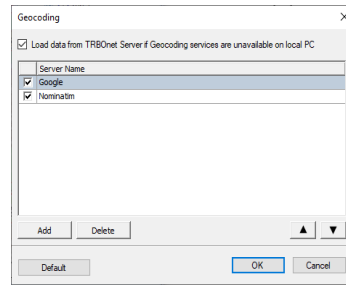 Geocoding
Load data from TRBOnet Server if Geocoding services are unavailable on local PC
Server Name
Google
Nominatim
Add Delete
Default OK Cancel